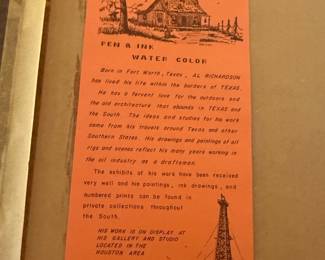 PEN & INK
WATER COLOR
Born in Fort Worth, Texas, AL RICHARDSON
has lived his life within the borders of TEXAS.
He has a fervent love for the outdoors and
the old architecture that abounds in TEXAS and
the South. The ideas and studies for his work
came from his travels around Texas and other
Southern States. His drawings and paintings of oil
rigs and scenes reflect his many years working in
the oil industry as a draftsman.
The exhibits of his work have been received
very well and his paintings, ink drawings, and
numbered prints can be found in
private collections throughout
the South.
HIS WORK IS ON DISPLAY AT
HIS GALLERY AND STUDIO
LOCATED IN THE
HOUSTON AREA